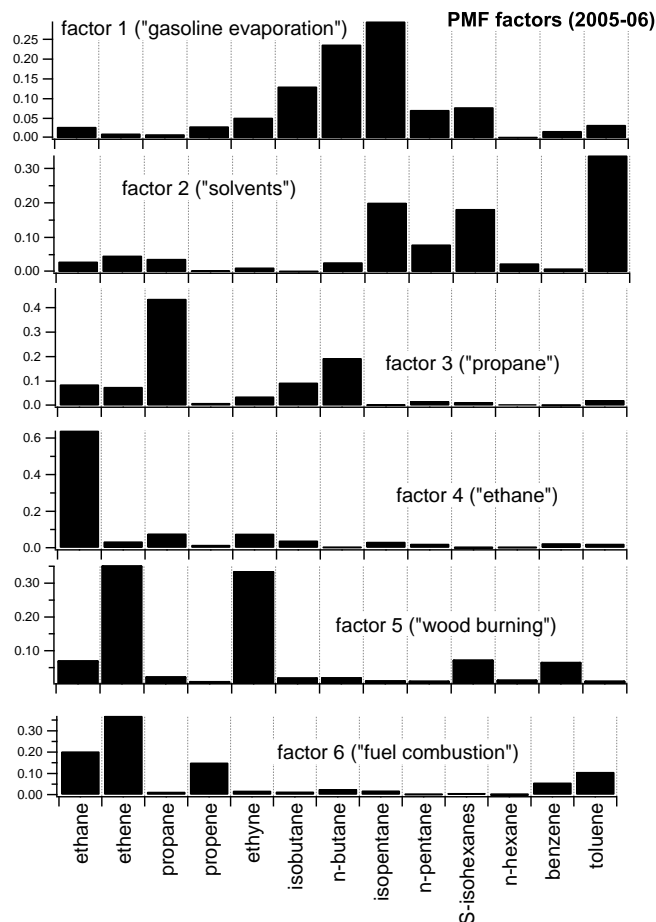 PMF factors (2005-06)
factor 1 ("gasoline evaporation")
0.25
0.20
0.15
0.10
0.05
0.00
factor 2 ("solvents")
0.30
0.20
0.10
0.00
factor 3 ("propane")
0.4
0.3
0.2
0.1
0.0
factor 4 ("ethane")
0.6
0.4
0.2
0.0
factor 5 ("wood burning")
0.30
0.20
0.10
factor 6 ("fuel combustion")
0.30
0.20
0.10
0.00
ethane
ethene
propane
propene
ethyne
isobutane
n-butane
isopentane
n-pentane
S-isohexanes
n-hexane
benzene
toluene